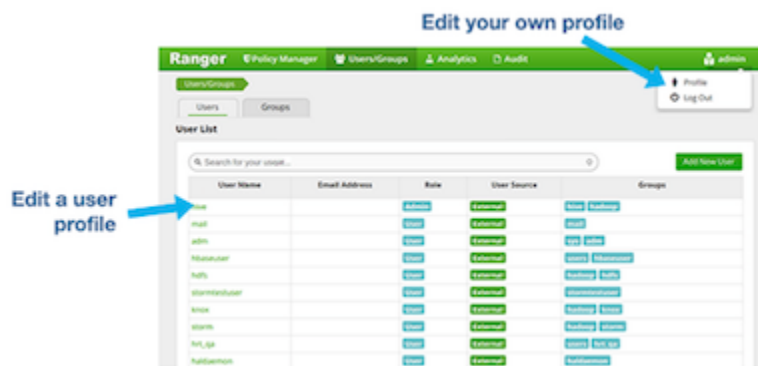 Edit your own profile
Ranger Policy Manager Users/Groups Analytics Audit admin
Profile
Log Out
Users/Groups
Users Groups
User List
Search for your
Add New User
User Name Email Address Role User Source Groups
Edit a user
profile
Admin External hive hadoop
mail User External mail
adm User External sys adm
hbaseuser User External users hbaseuser
hdfs User External hadoop hdfs
stormtestuser User External stormtestuser
knox User External hadoop knox
storm User External hadoop storm
hrt_qa User External users hrt_qa
haldaemon User External haldaemon